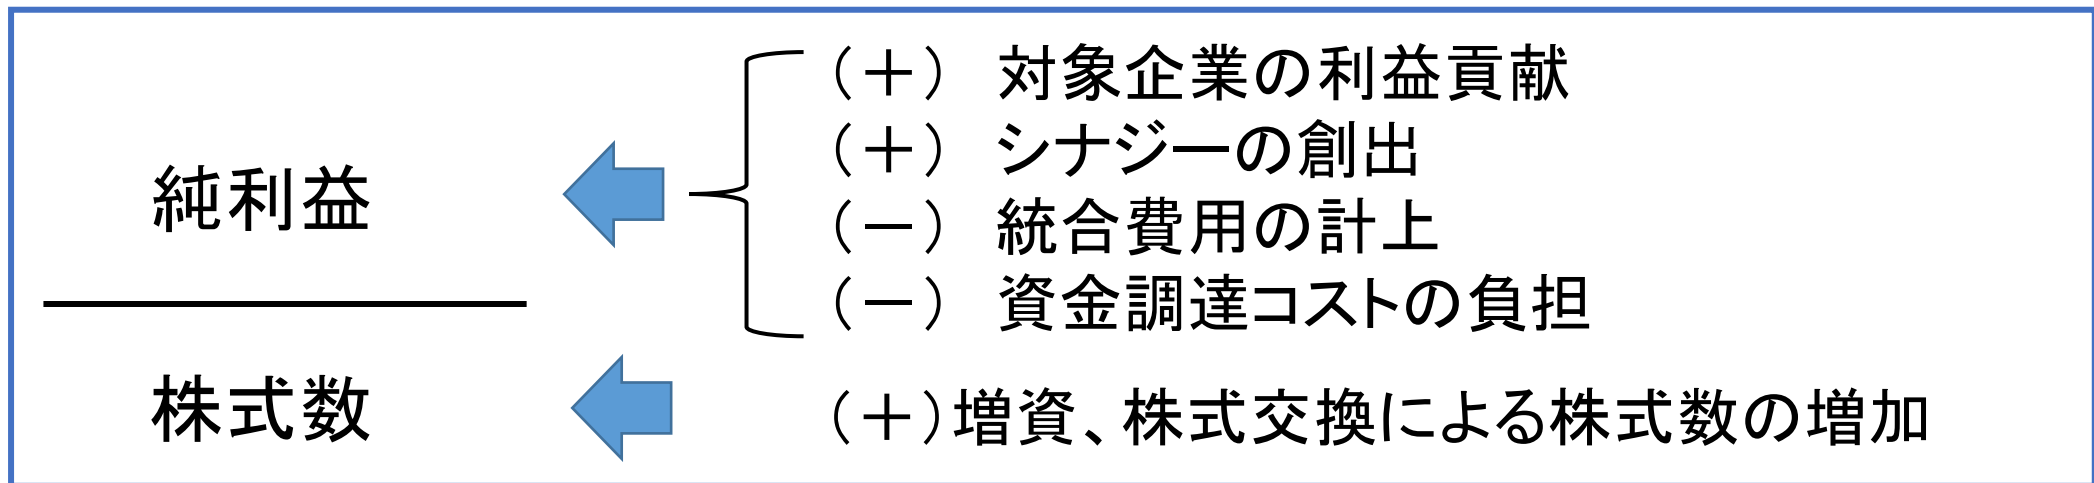 (+) 対象企業の利益貢献
(+) シナジーの創出
純利益
(-) 統合費用の計上
(-) 資金調達コストの負担
株式数
(+)増資、株式交換による株式数の増加